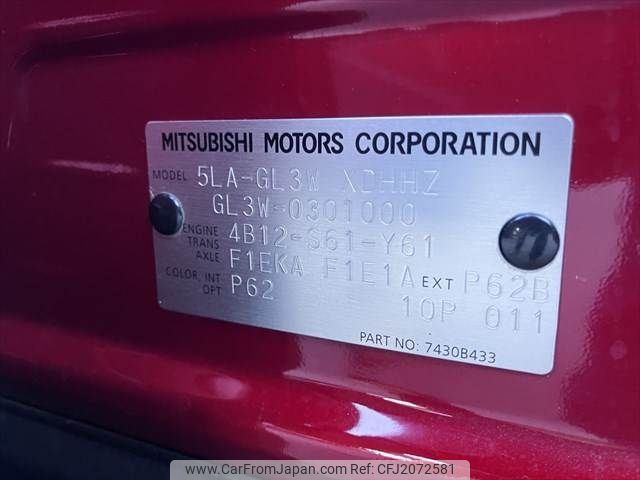 MITSUBISHI MOTORS CORPORATION
MODEL 5LA-GL3W XDHHZ
GL3W-0301000
ENGINE 4B12-S61-Y61
TRANS AXLE F1EKA F1E1A EXT P62B
COLOR, INT OPT P62 10P 011
PART NO: 7430B433
www.CarFromJapan.com | Ref. No: CFJ2072581